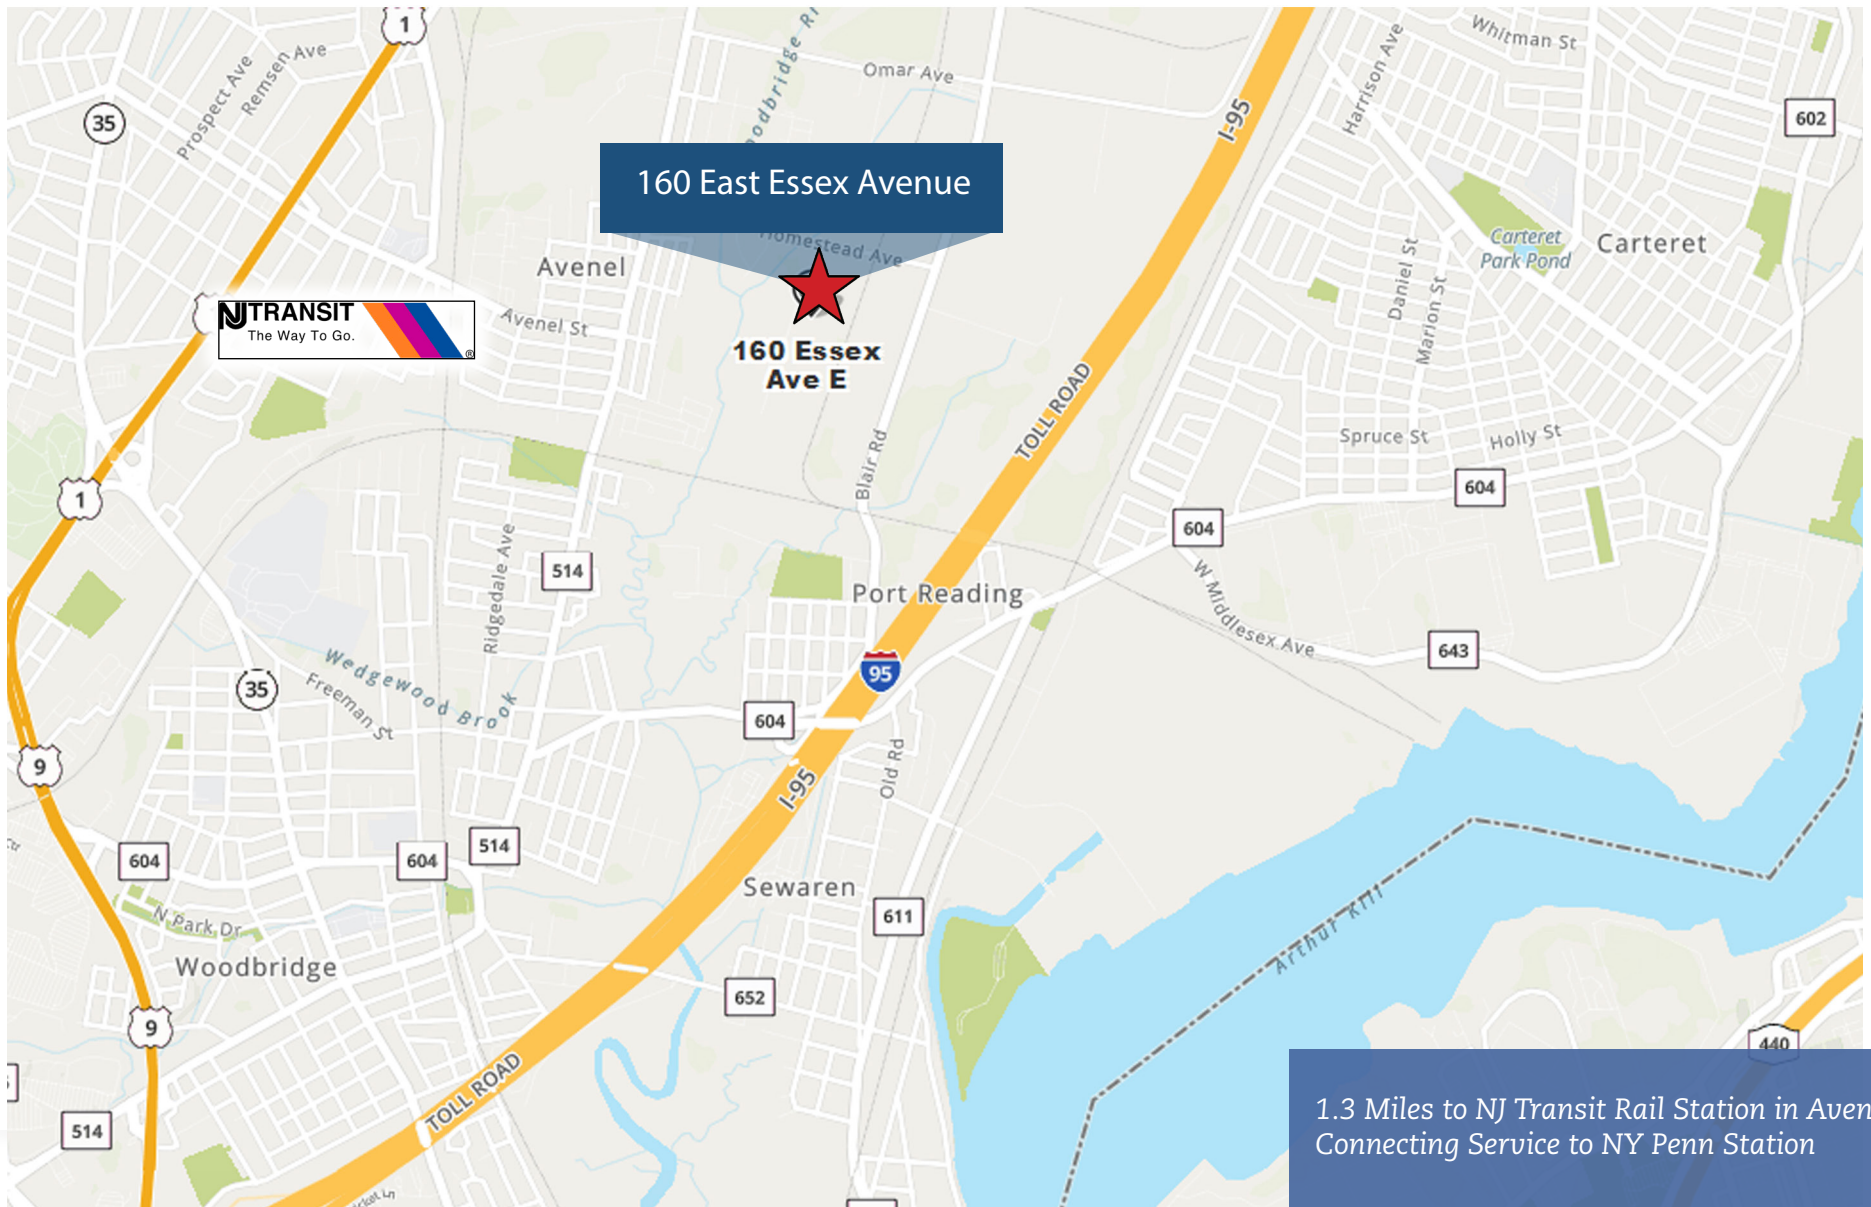 1
Whitman St
Remsen Ave
Prospect Ave
Omar Ave
Harrison Ave
35
I-95
602
160 East Essex Avenue
Homestead Ave
Carteret
Park Pond
Carteret
Avenel
Daniel St
Marion St
NJ TRANSIT
The Way To Go.
®
Avenel St
160 Essex
Ave E
TOLL ROAD
Blair Rd
Spruce St
Holly St
1
604
604
Ridgedale Ave
514
Port Reading
W Middlesex Ave
643
Wedgewood Brook
35
Freeman St
95
604
9
Old Rd
I-95
604
604
514
Sewaren
611
N Park Dr
Arthur Kill
Woodbridge
652
9
440
TOLL ROAD
514
1.3 Miles to NJ Transit Rail Station in Aven
Connecting Service to NY Penn Station